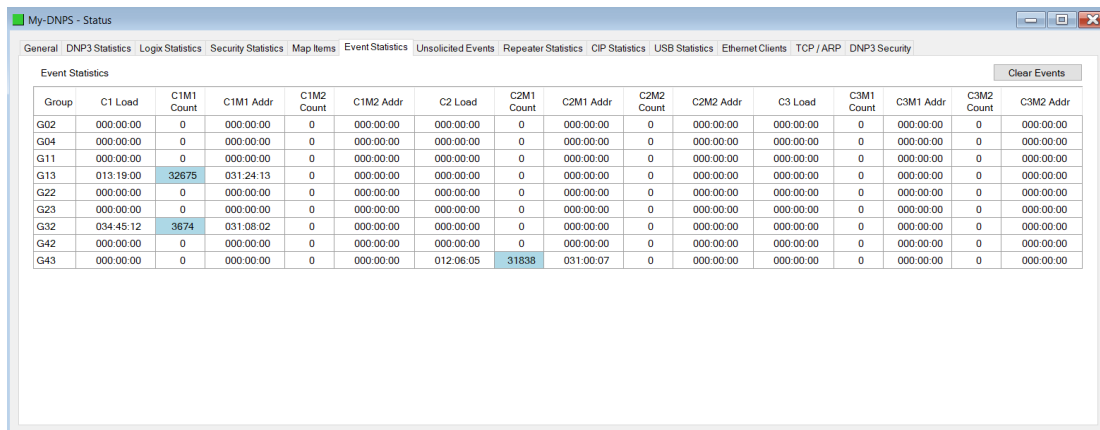 My-DNPS - Status
General DNP3 Statistics Logix Statistics Security Statistics Map Items Event Statistics Unsolicited Events Repeater Statistics CIP Statistics USB Statistics Ethernet Clients TCP / ARP DNP3 Security
Event Statistics Clear Events
Group C1 Load C1M1 Count C1M1 Addr C1M2 Count C1M2 Addr C2 Load C2M1 Count C2M1 Addr C2M2 Count C2M2 Addr C3 Load C3M1 Count C3M1 Addr C3M2 Count C3M2 Addr
G02 000:00:00 0 000:00:00 0 000:00:00 000:00:00 0 000:00:00 0 000:00:00 000:00:00 0 000:00:00 0 000:00:00
G04 000:00:00 0 000:00:00 0 000:00:00 000:00:00 0 000:00:00 0 000:00:00 000:00:00 0 000:00:00 0 000:00:00
G11 000:00:00 0 000:00:00 0 000:00:00 000:00:00 0 000:00:00 0 000:00:00 000:00:00 0 000:00:00 0 000:00:00
G13 013:19:00 32675 031:24:13 0 000:00:00 000:00:00 0 000:00:00 0 000:00:00 000:00:00 0 000:00:00 0 000:00:00
G22 000:00:00 0 000:00:00 0 000:00:00 000:00:00 0 000:00:00 0 000:00:00 000:00:00 0 000:00:00 0 000:00:00
G23 000:00:00 0 000:00:00 0 000:00:00 000:00:00 0 000:00:00 0 000:00:00 000:00:00 0 000:00:00 0 000:00:00
G32 034:45:12 3674 031:08:02 0 000:00:00 000:00:00 0 000:00:00 0 000:00:00 000:00:00 0 000:00:00 0 000:00:00
G42 000:00:00 0 000:00:00 0 000:00:00 000:00:00 0 000:00:00 0 000:00:00 000:00:00 0 000:00:00 0 000:00:00
G43 000:00:00 0 000:00:00 0 000:00:00 012:06:05 31838 031:00:07 0 000:00:00 000:00:00 0 000:00:00 0 000:00:00